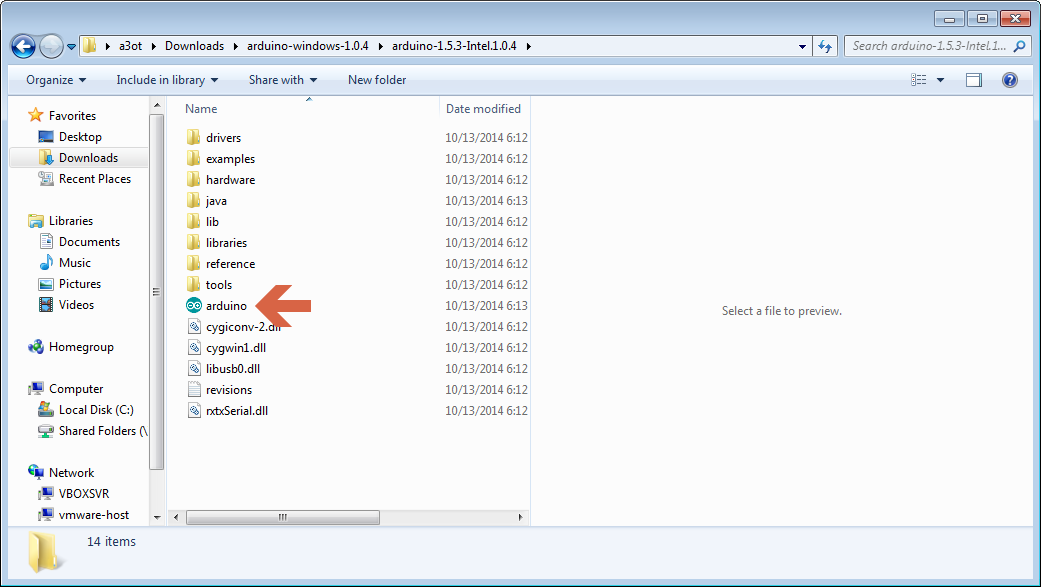 a3ot Downloads arduino-windows-1.0.4 arduino-1.5.3-Intel.1.0.4
Search arduino-1.5.3-Intel.1...
Organize Include in library Share with New folder
Favorites
Desktop
Downloads
Recent Places
Libraries
Documents
Music
Pictures
Videos
Homegroup
Computer
Local Disk (C:)
Shared Folders (\
Network
VBOXSVR
vmware-host
Name Date modified
drivers 10/13/2014 6:12
examples 10/13/2014 6:12
hardware 10/13/2014 6:12
java 10/13/2014 6:13
lib 10/13/2014 6:12
libraries 10/13/2014 6:12
reference 10/13/2014 6:12
tools 10/13/2014 6:12
arduino 10/13/2014 6:13
cygiconv-2.dll 10/13/2014 6:12
cygwin1.dll 10/13/2014 6:12
libusb0.dll 10/13/2014 6:12
revisions 10/13/2014 6:12
rxtxSerial.dll 10/13/2014 6:12
Select a file to preview.
14 items